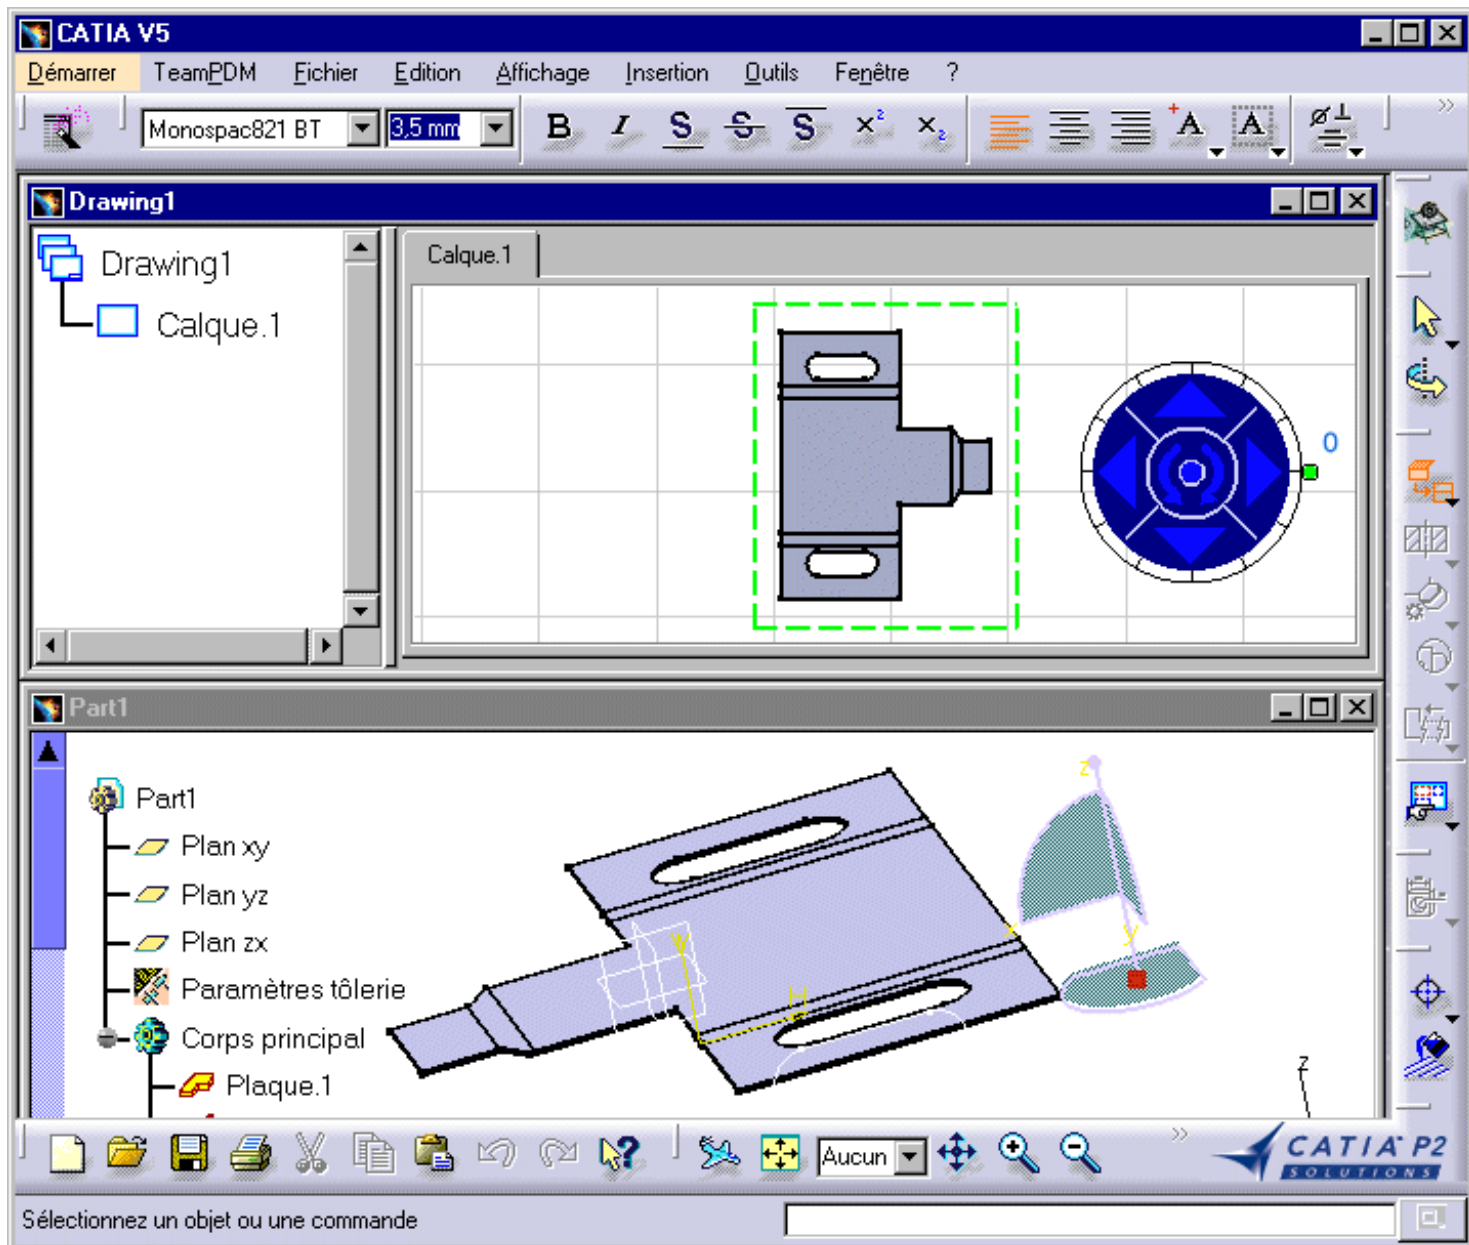 CATIA V5
Démarrer TeamPDM Fichier Edition Affichage Insertion Outils Fenêtre ?
Monospac821 BT 3,5 mm B I S S S x² x₂ A A
Drawing1
Drawing1
Calque.1
Calque.1
0
Part1
Part1
Plan xy
Plan yz
Plan zx
Paramètres tôlerie
Corps principal
Plaque.1
z
x
y
V
H
z
Aucun
CATIA P2
SOLUTIONS
Sélectionnez un objet ou une commande